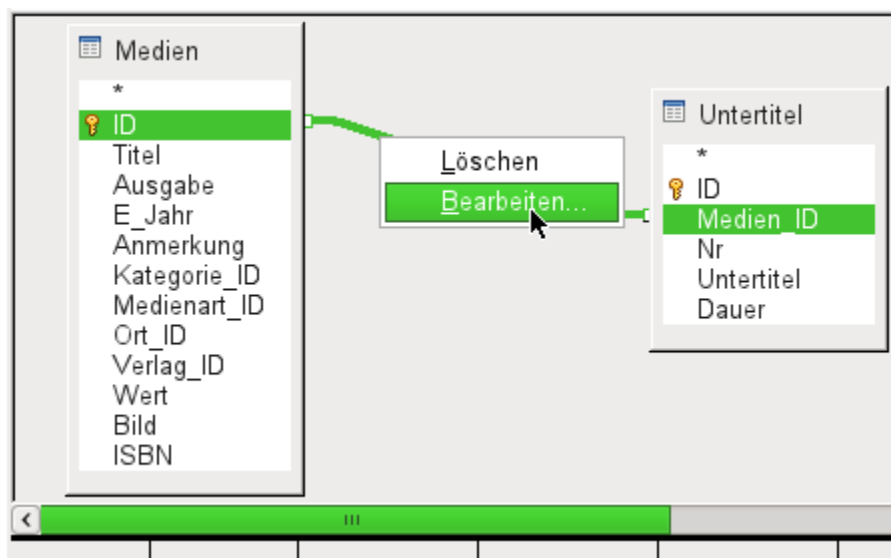 Medien
*
ID
Titel
Ausgabe
E_Jahr
Anmerkung
Kategorie_ID
Medienart_ID
Ort_ID
Verlag_ID
Wert
Bild
ISBN
Löschen
Bearbeiten...
Untertitel
*
ID
Medien_ID
Nr
Untertitel
Dauer